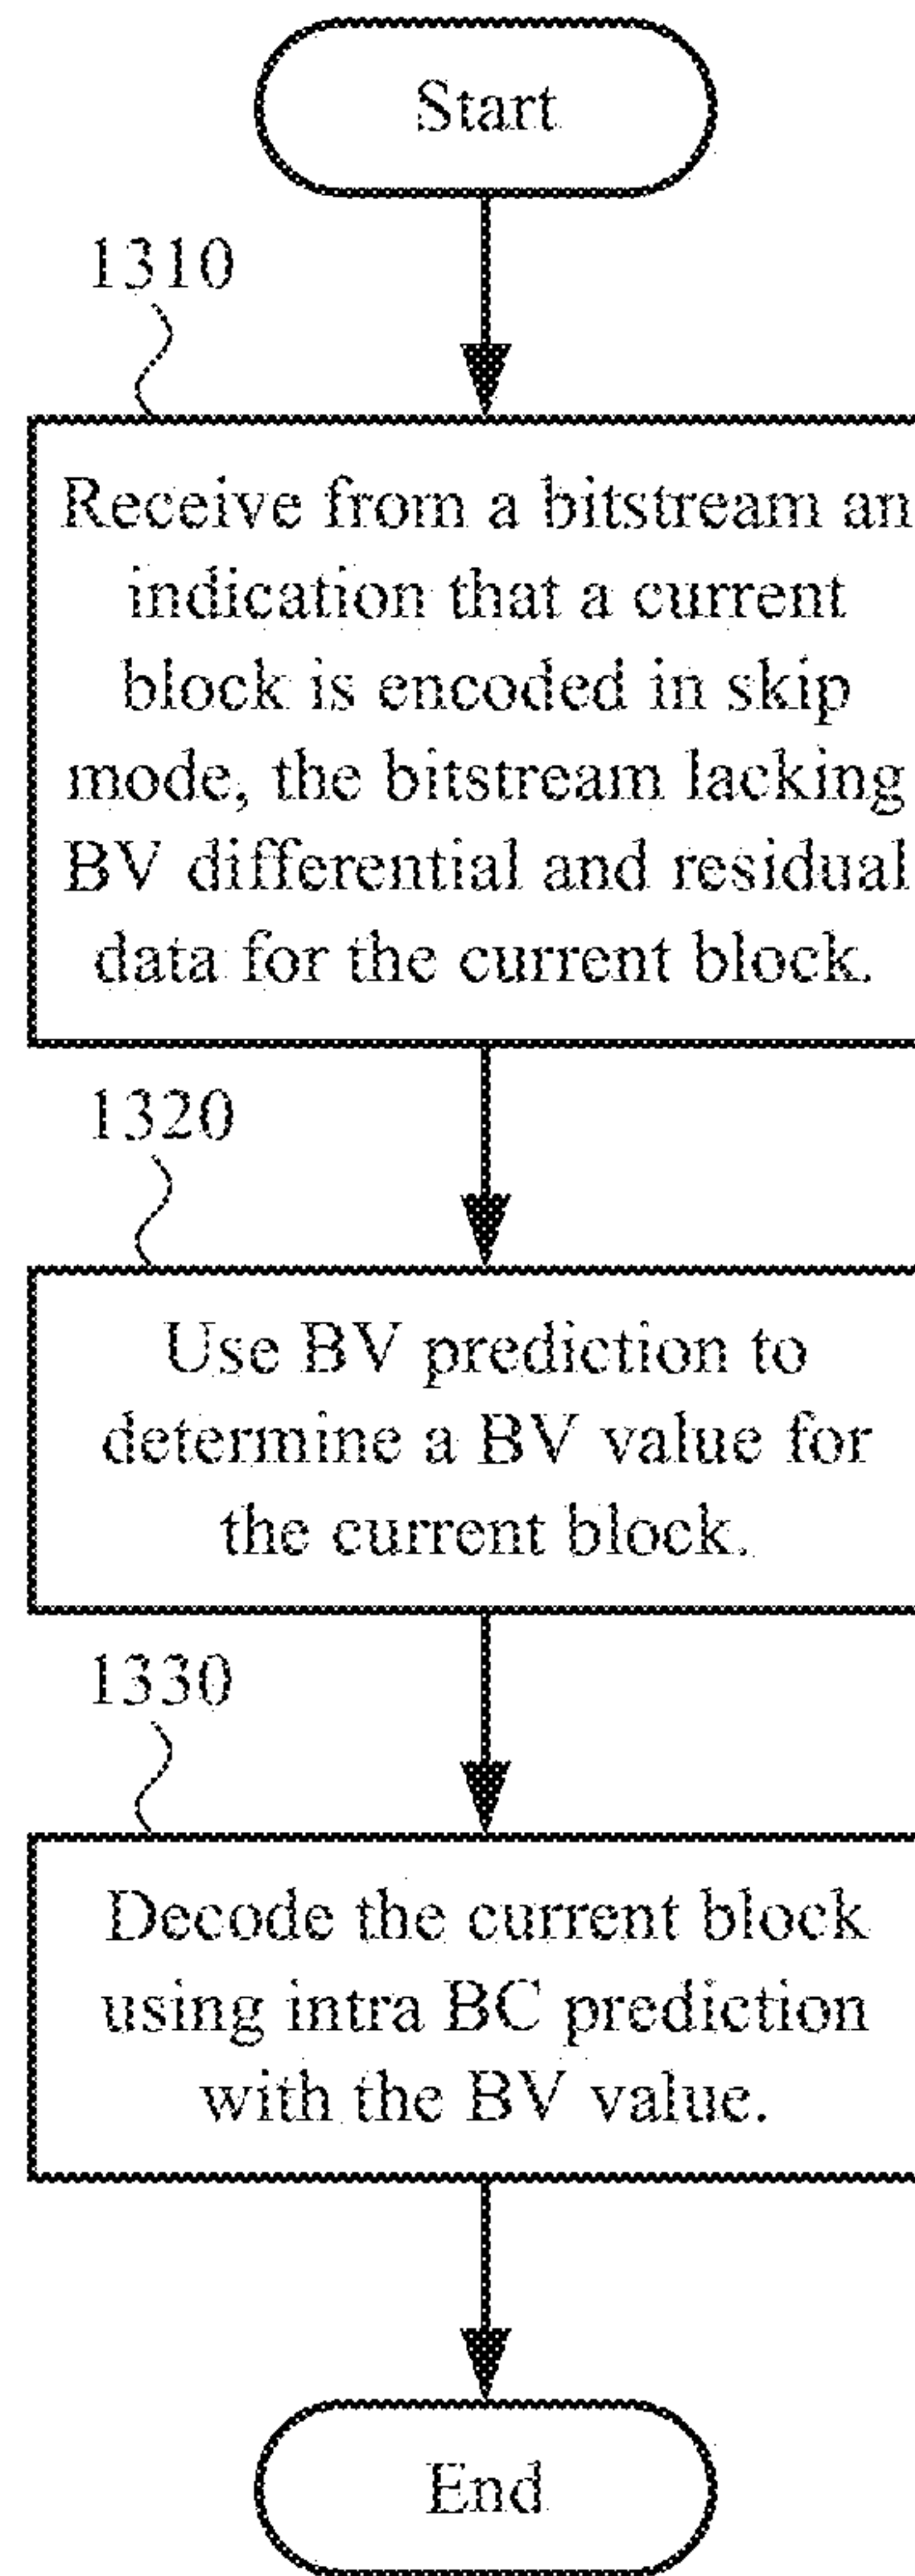 Start
1310
Receive from a bitstream an
indication that a current
block is encoded in skip
mode, the bitstream lacking
BV differential and residual
data for the current block.
1320
Use BV prediction to
determine a BV value for
the current block.
1330
Decode the current block
using intra BC prediction
with the BV value.
End